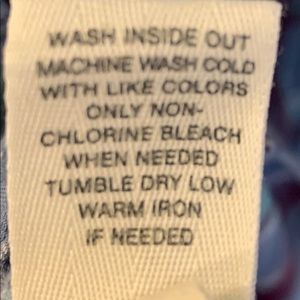 WASH INSIDE OUT
MACHINE WASH COLD
WITH LIKE COLORS
ONLY NON-
CHLORINE BLEACH
WHEN NEEDED
TUMBLE DRY LOW
WARM IRON
IF NEEDED